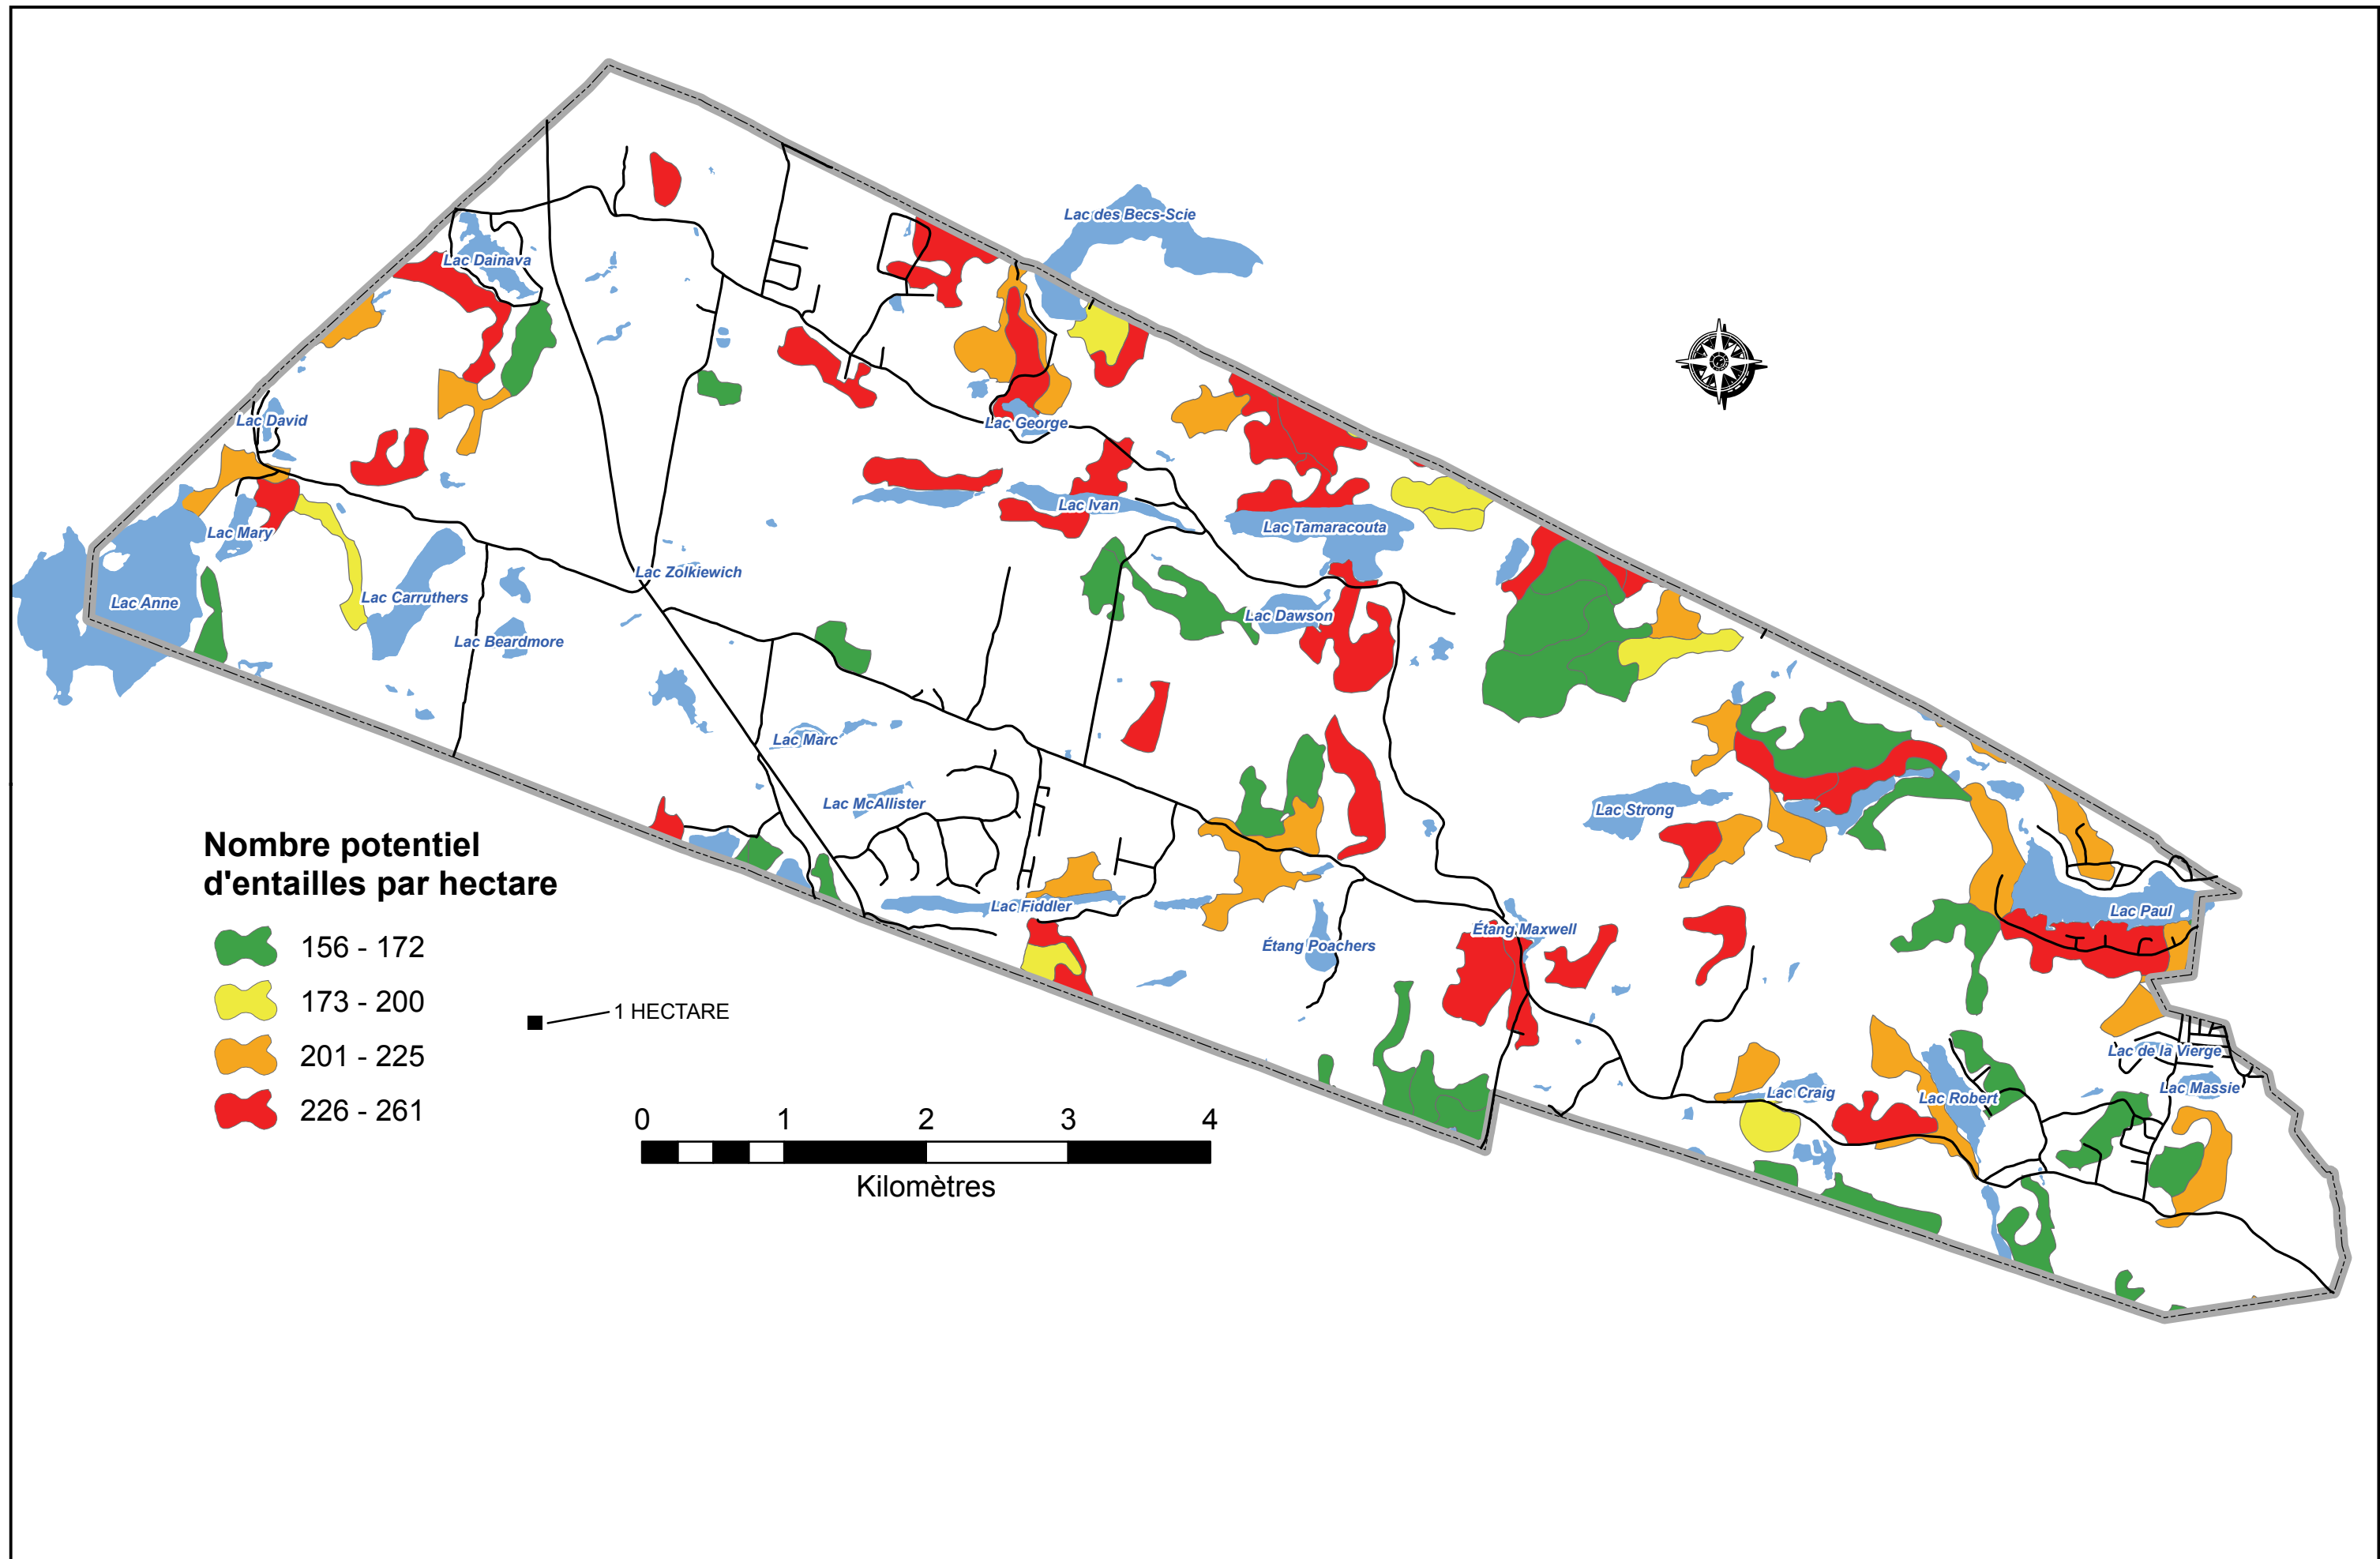 Lac des Becs-Scie
Lac Dainava
Lac David
Lac George
Lac Ivan
Lac Tamaracouta
Lac Mary
Lac Zolkiewich
Lac Carruthers
Lac Anne
Lac Dawson
Lac Beardmore
Lac Marc
Lac McAllister
Lac Strong
Lac Fiddler
Lac Paul
Étang Maxwell
Étang Poachers
Lac de la Vierge
Lac Massie
Lac Craig
Lac Robert
Nombre potentiel
d'entailles par hectare
156 - 172
173 - 200
201 - 225
226 - 261
1 HECTARE
0 1 2 3 4
Kilomètres